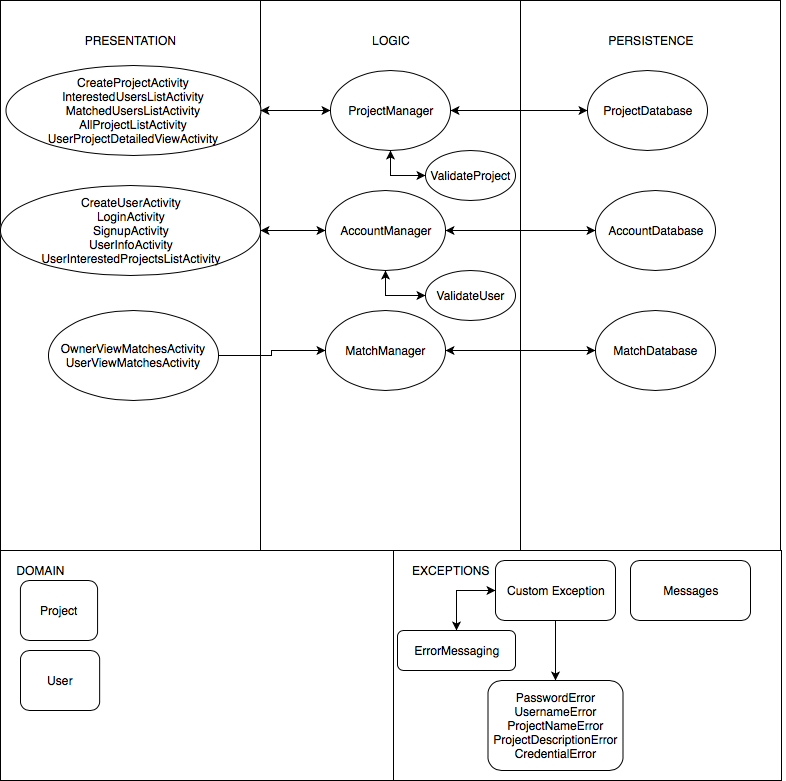 PRESENTATION
LOGIC
PERSISTENCE
CreateProjectActivity
InterestedUsersListActivity
MatchedUsersListActivity
AllProjectListActivity
UserProjectDetailedViewActivity
ProjectManager
ProjectDatabase
ValidateProject
CreateUserActivity
LoginActivity
SignupActivity
UserInfoActivity
UserInterestedProjectsListActivity
AccountManager
AccountDatabase
ValidateUser
OwnerViewMatchesActivity
UserViewMatchesActivity
MatchManager
MatchDatabase
DOMAIN
Project
User
EXCEPTIONS
Custom Exception
Messages
ErrorMessaging
PasswordError
UsernameError
ProjectNameError
ProjectDescriptionError
CredentialError